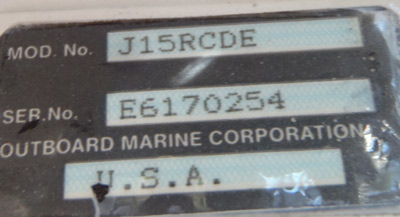 MOD. No. J15RCDE
SER.No. E6170254
OUTBOARD MARINE CORPORATION
U.S.A.